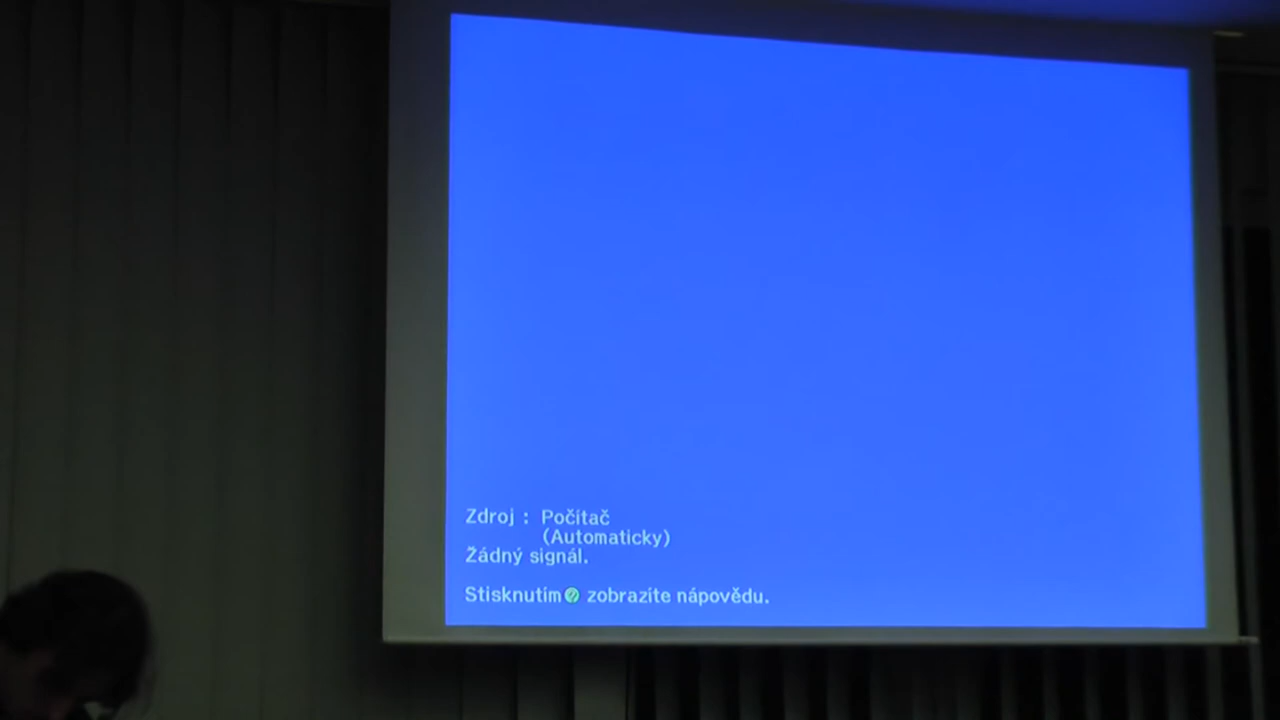 Zdroj : Počítač
(Automaticky)
Žádný signál.
Stisknutím ? zobrazíte nápovědu.